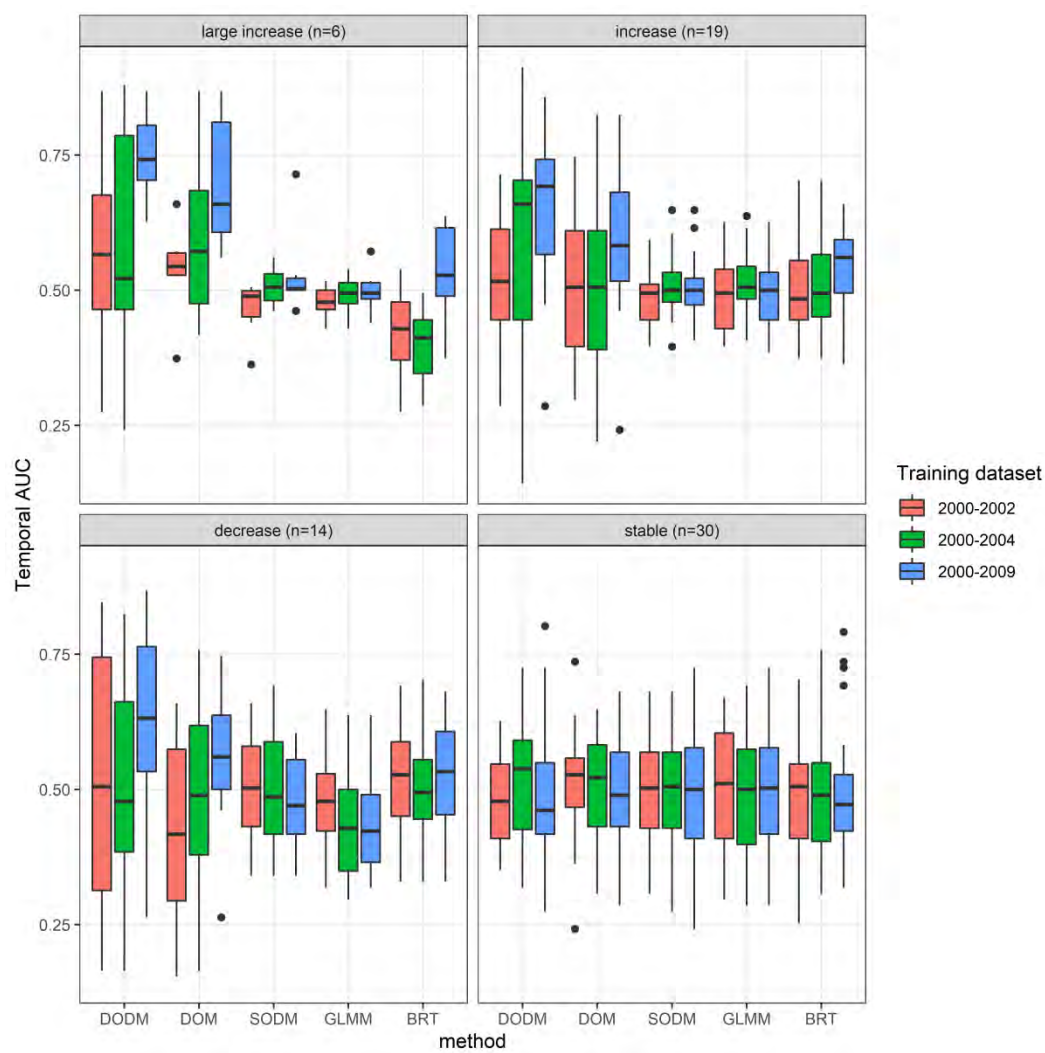 large increase (n=6)
increase (n=19)
0.75
0.50
0.25
decrease (n=14)
stable (n=30)
0.75
0.50
0.25
Temporal AUC
DODM DOM SODM GLMM BRT
DODM DOM SODM GLMM BRT
method
Training dataset
2000-2002
2000-2004
2000-2009